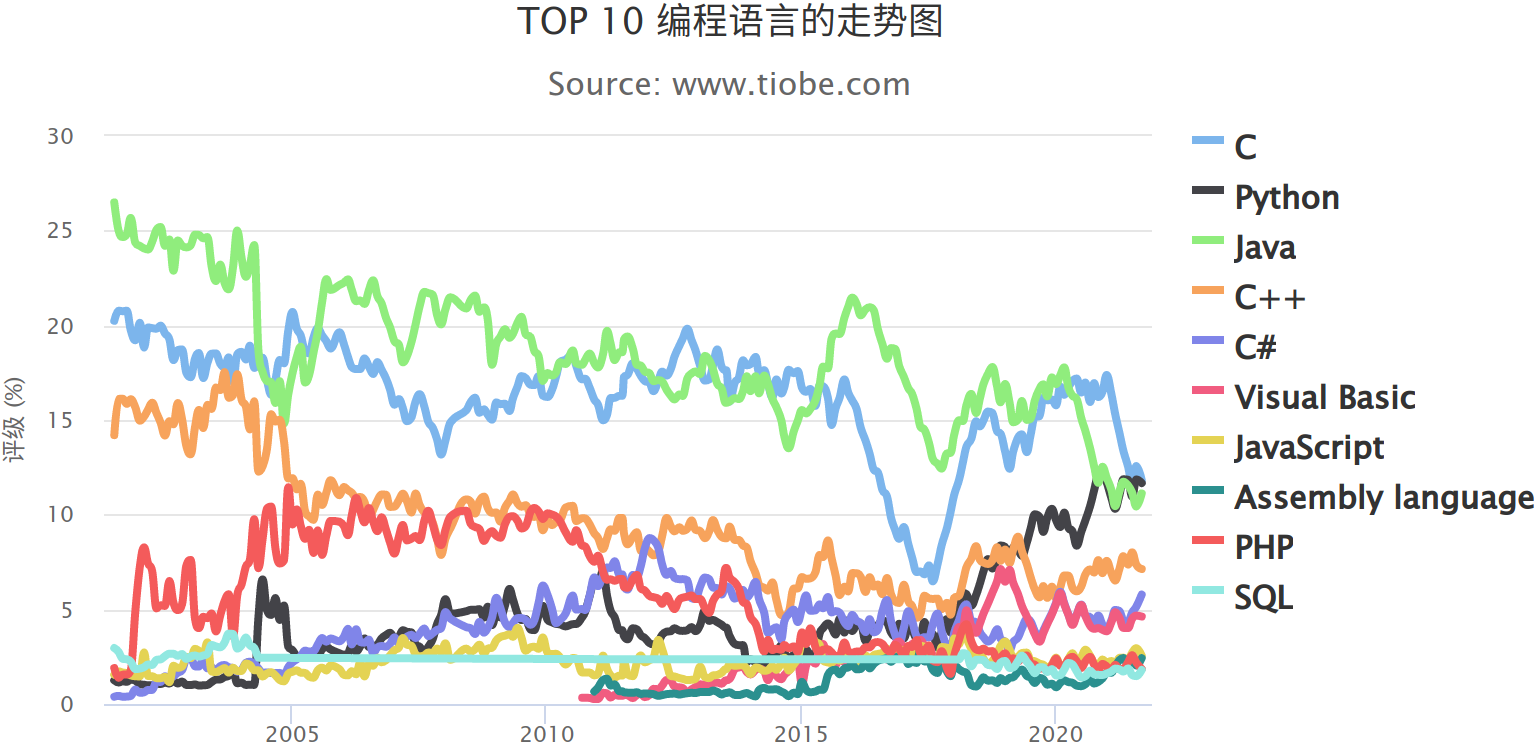 TOP 10 编程语言的走势图
Source: www.tiobe.com
30
25
20
15
10
5
0
评级 (%)
2005
2010
2015
2020
C
Python
Java
C++
C#
Visual Basic
JavaScript
Assembly language
PHP
SQL